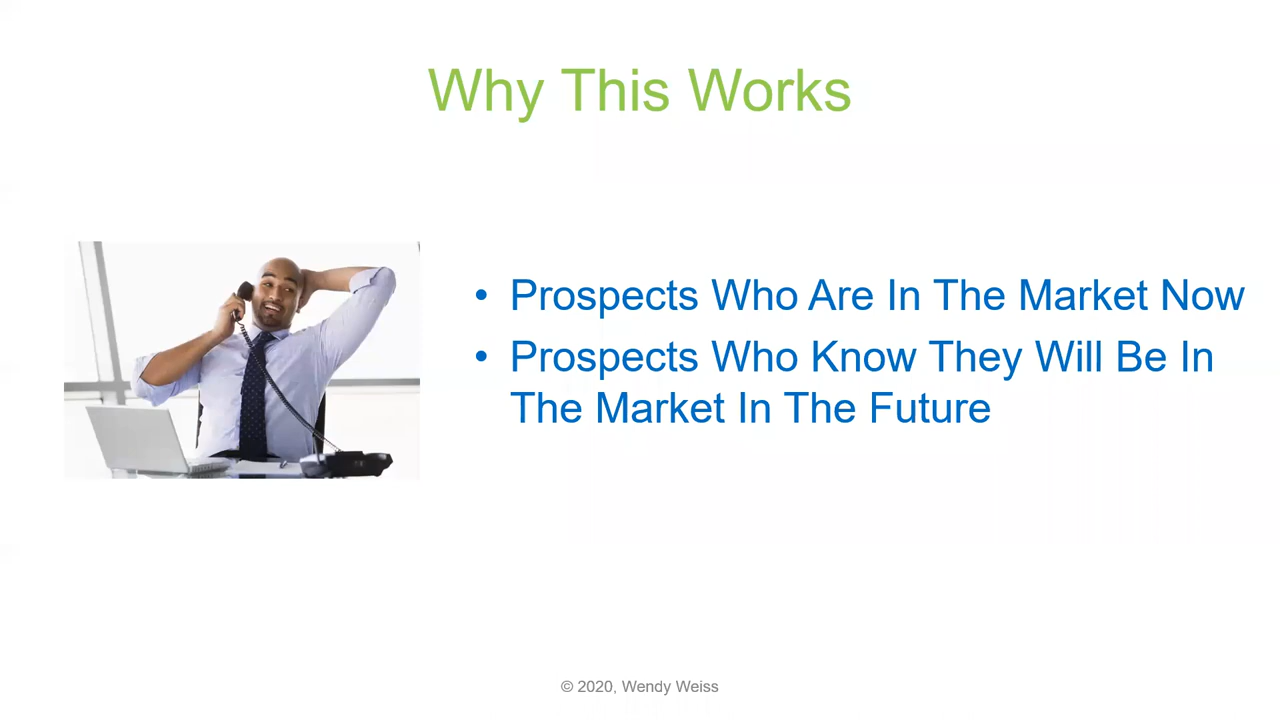 Why This Works
• Prospects Who Are In The Market Now
• Prospects Who Know They Will Be In
The Market In The Future
© 2020, Wendy Weiss